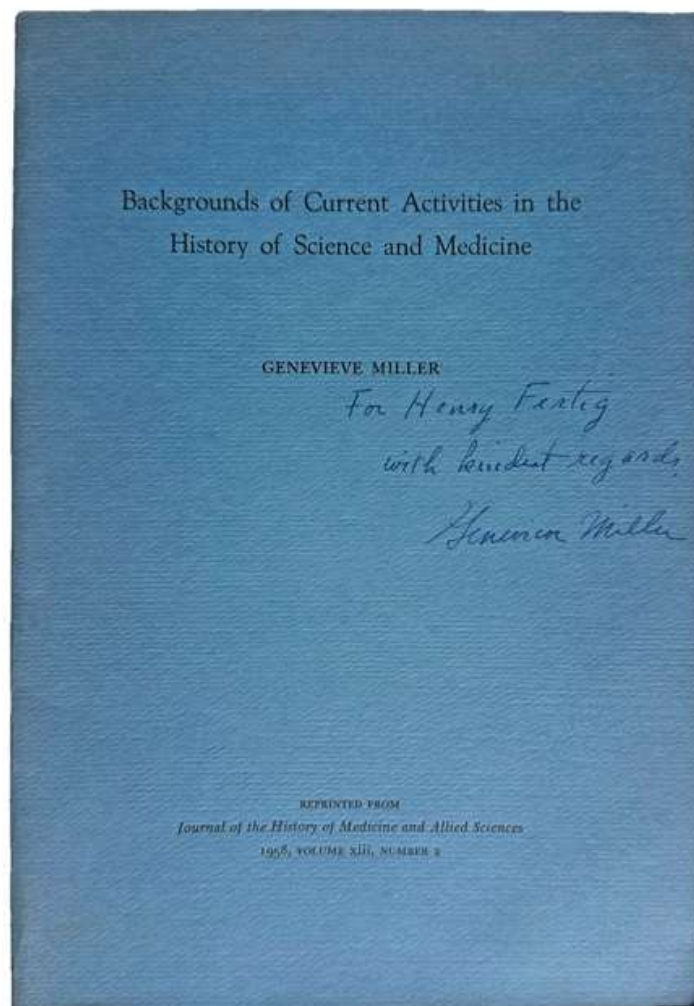 Backgrounds of Current Activities in the
History of Science and Medicine
GENEVIEVE MILLER
For Henry Fertig
with kindest regards,
Genevieve Miller
REPRINTED FROM
Journal of the History of Medicine and Allied Sciences
1958, VOLUME xiii, NUMBER 2